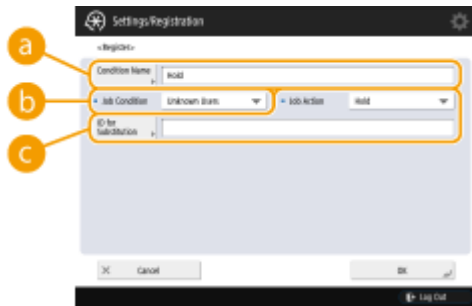 Settings/Registration
<Register>
a
Condition Name
Hold
b
Job Condition
Unknown Users
Job Action
Hold
c
ID for
Substitution
Cancel
OK
Log Out